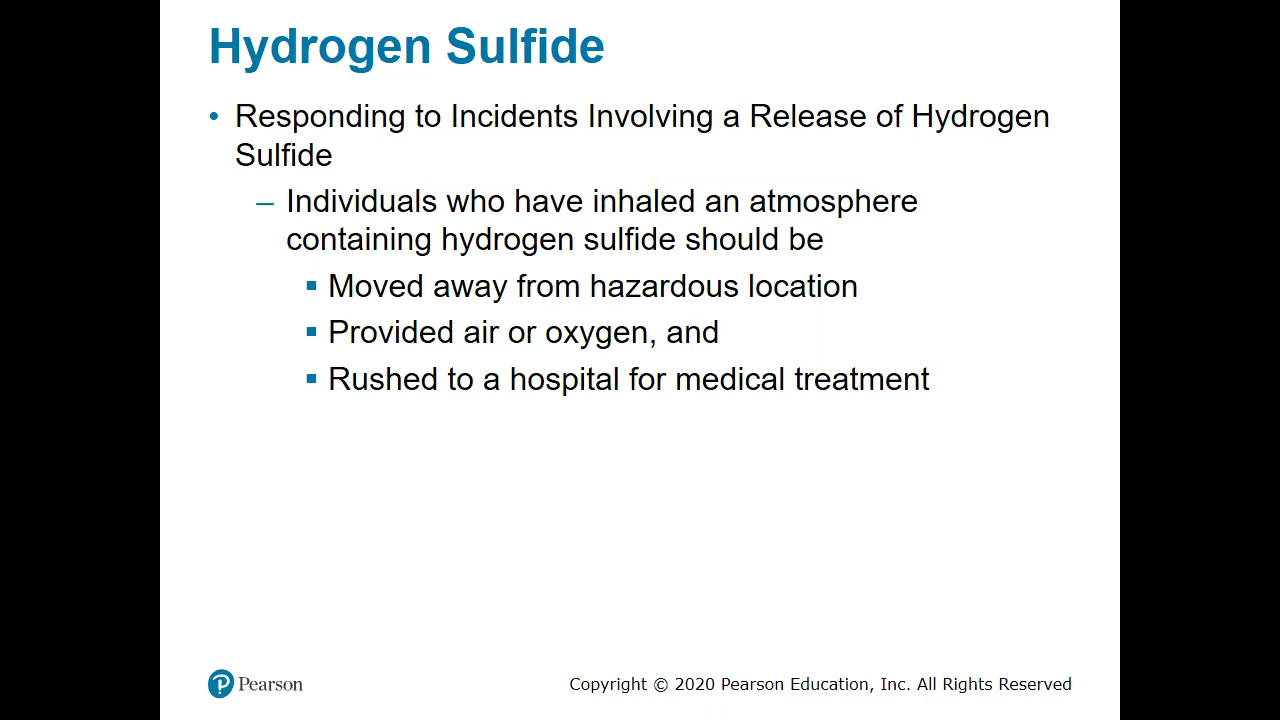 Hydrogen Sulfide
• Responding to Incidents Involving a Release of Hydrogen
Sulfide
– Individuals who have inhaled an atmosphere
containing hydrogen sulfide should be
▪ Moved away from hazardous location
▪ Provided air or oxygen, and
▪ Rushed to a hospital for medical treatment
Pearson
Copyright © 2020 Pearson Education, Inc. All Rights Reserved